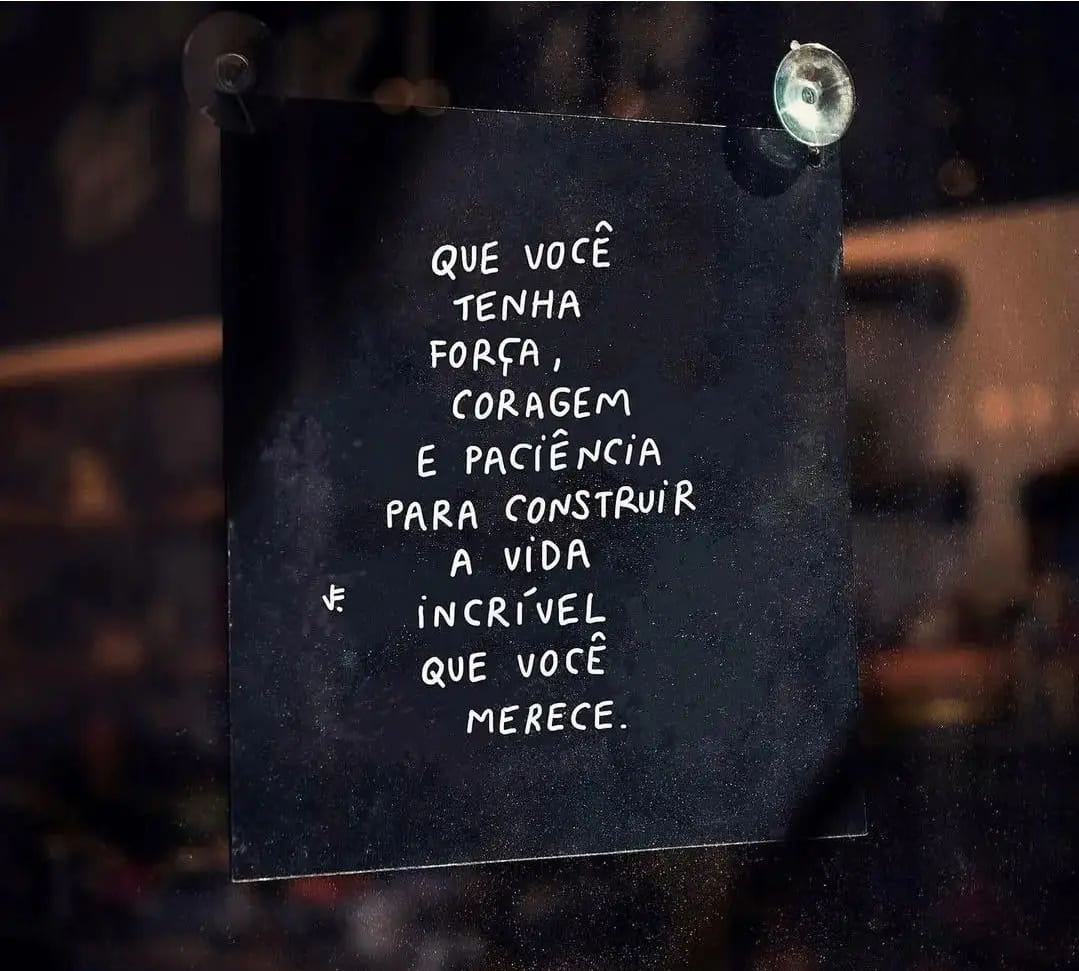 QUE VOCÊ
TENHA
FORÇA,
CORAGEM
E PACIÊNCIA
PARA CONSTRUIR
A VIDA
INCRÍVEL
QUE VOCÊ
MERECE.
VF.